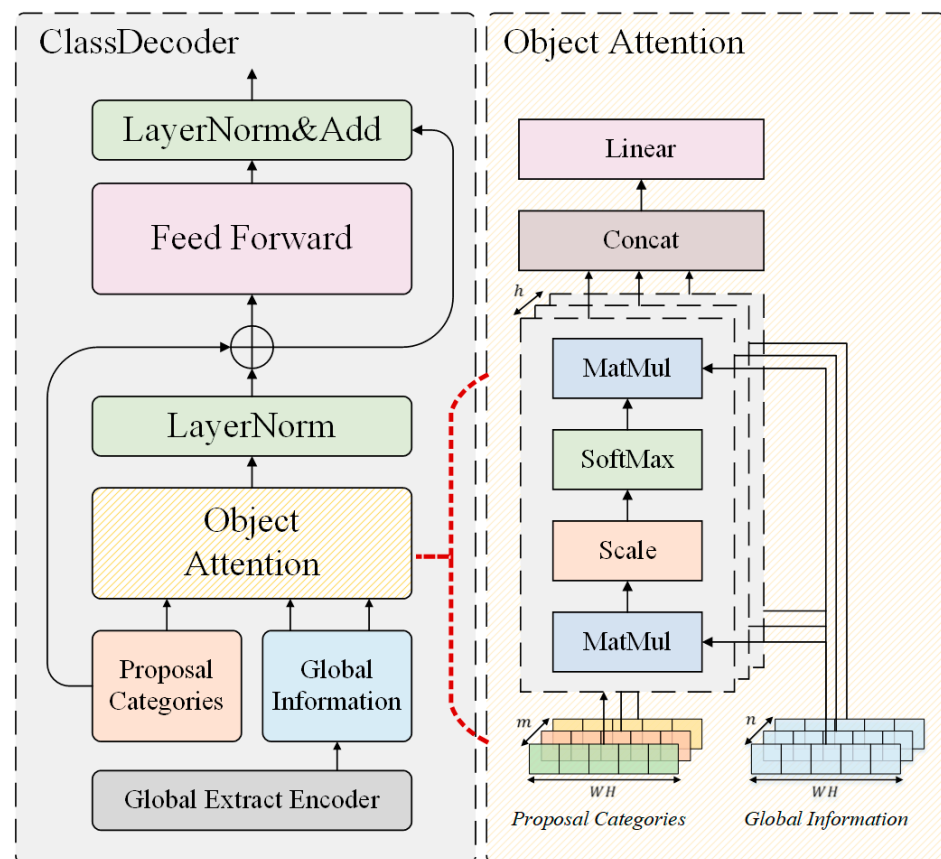 ClassDecoder
LayerNorm&Add
Feed Forward
LayerNorm
Object
Attention
Proposal
Categories
Global
Information
Global Extract Encoder
Object Attention
Linear
Concat
h
MatMul
SoftMax
Scale
MatMul
m
WH
Proposal Categories
n
WH
Global Information